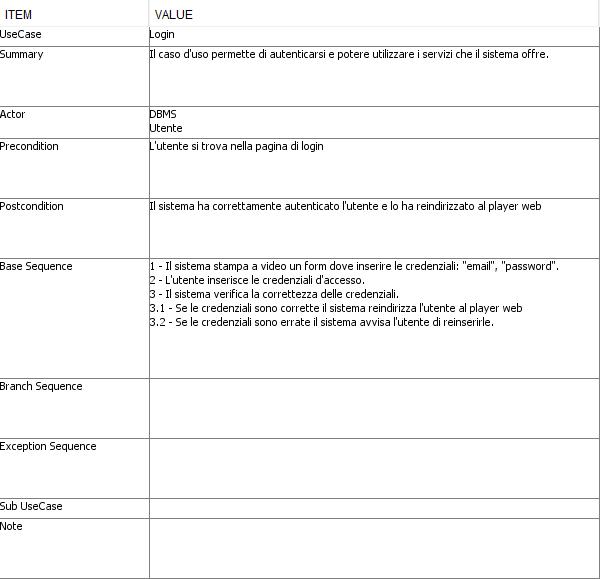 ITEM VALUE
UseCase Login
Summary Il caso d'uso permette di autenticarsi e potere utilizzare i servizi che il sistema offre.
Actor DBMS
Utente
Precondition L'utente si trova nella pagina di login
Postcondition Il sistema ha correttamente autenticato l'utente e lo ha reindirizzato al player web
Base Sequence 1 - Il sistema stampa a video un form dove inserire le credenziali: "email", "password".
2 - L'utente inserisce le credenziali d'accesso.
3 - Il sistema verifica la correttezza delle credenziali.
3.1 - Se le credenziali sono corrette il sistema reindirizza l'utente al player web
3.2 - Se le credenziali sono errate il sistema avvisa l'utente di reinserirle.
Branch Sequence
Exception Sequence
Sub UseCase
Note